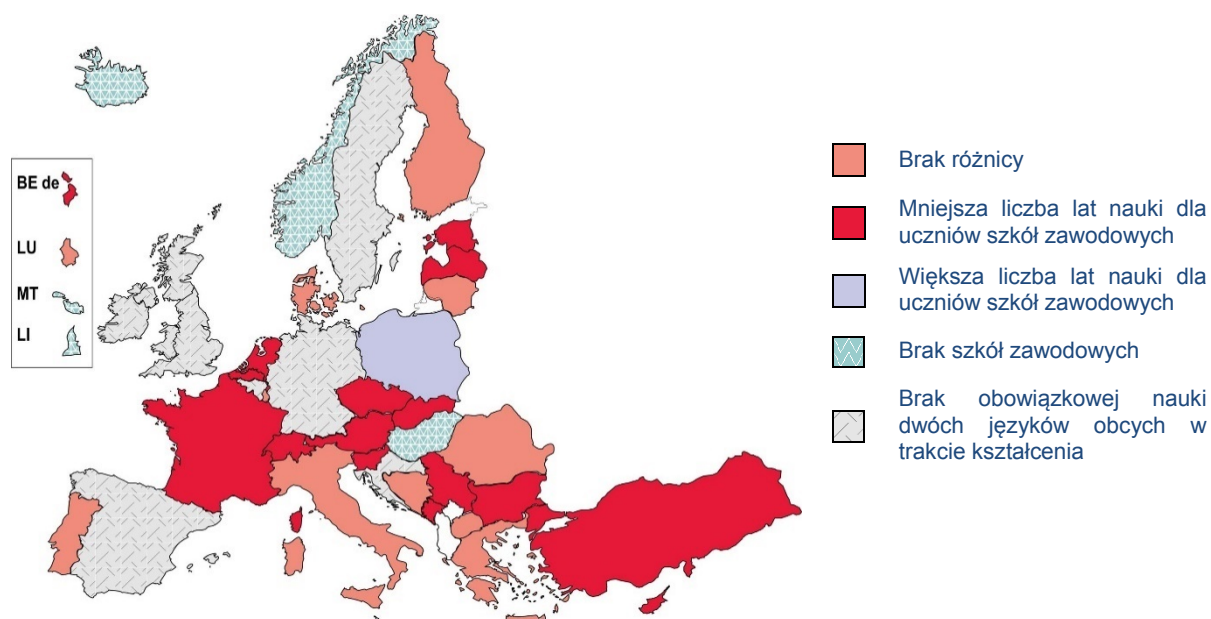 BE de
LU
MT
LI
Brak różnicy
Mniejsza liczba lat nauki dla
uczniów szkół zawodowych
Większa liczba lat nauki dla
uczniów szkół zawodowych
Brak szkół zawodowych
Brak obowiązkowej nauki
dwóch języków obcych w
trakcie kształcenia